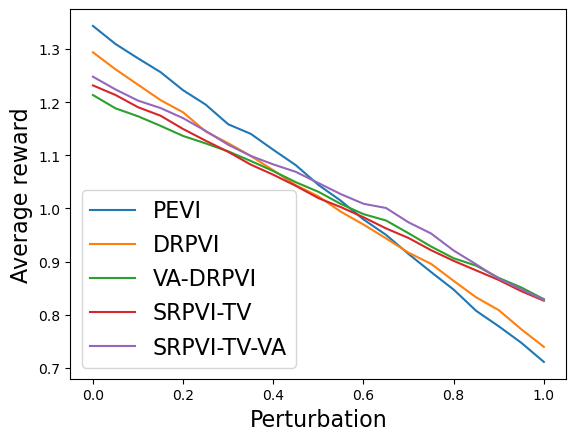 Average reward
1.3
1.2
1.1
1.0
0.9
0.8
0.7
PEVI
DRPVI
VA-DRPVI
SRPVI-TV
SRPVI-TV-VA
0.0 0.2 0.4 0.6 0.8 1.0
Perturbation